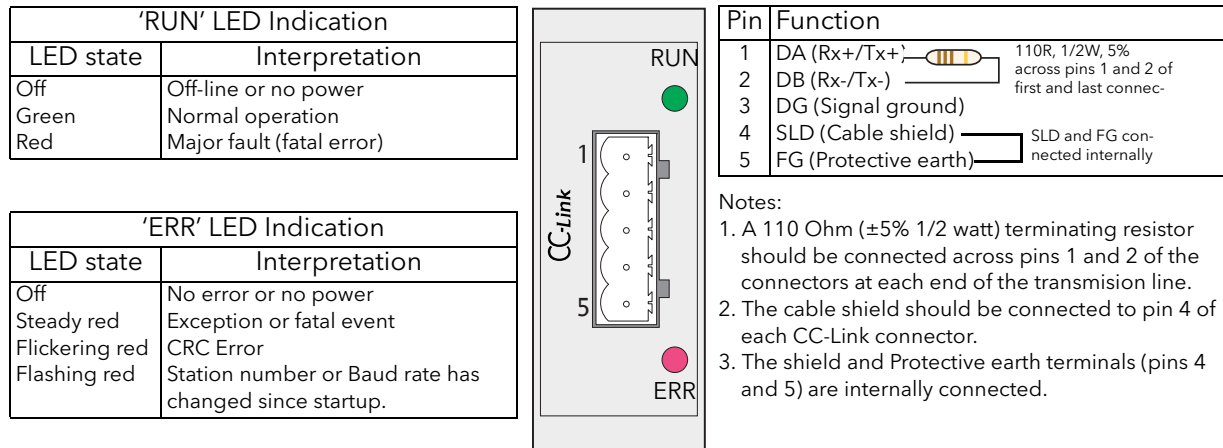 'RUN' LED Indication
LED state Interpretation
Off Off-line or no power
Green Normal operation
Red Major fault (fatal error)
'ERR' LED Indication
LED state Interpretation
Off No error or no power
Steady red Exception or fatal event
Flickering red CRC Error
Flashing red Station number or Baud rate has
changed since startup.
RUN
1
CC-Link
5
ERR
Pin Function
1 DA (Rx+/Tx+)
2 DB (Rx-/Tx-)
3 DG (Signal ground)
4 SLD (Cable shield)
5 FG (Protective earth)
110R, 1/2W, 5%
across pins 1 and 2 of
first and last connec-
SLD and FG con-
nected internally
Notes:
1. A 110 Ohm (±5% 1/2 watt) terminating resistor
should be connected across pins 1 and 2 of the
connectors at each end of the transmision line.
2. The cable shield should be connected to pin 4 of
each CC-Link connector.
3. The shield and Protective earth terminals (pins 4
and 5) are internally connected.